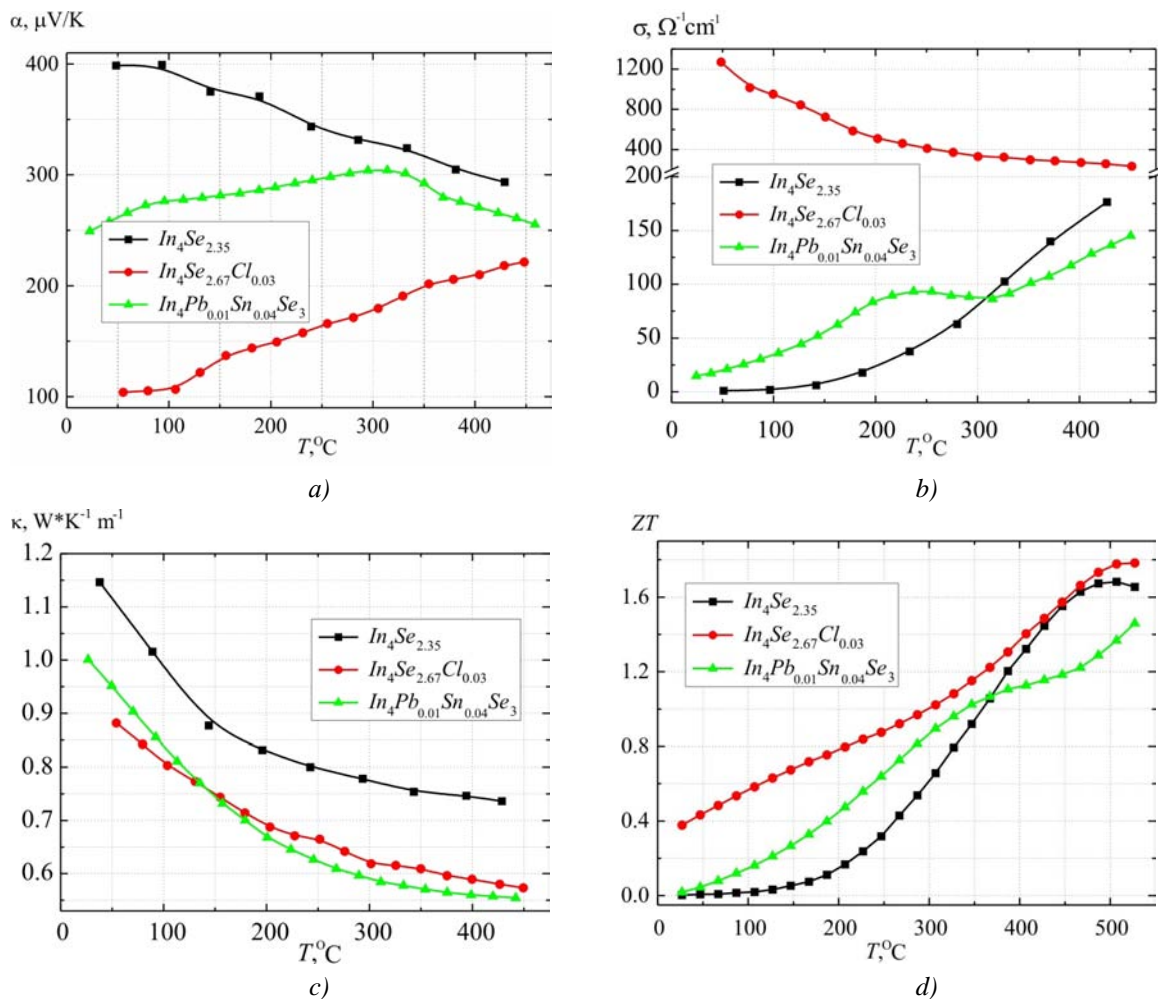 α, μV/K
400
300
200
100
0 100 200 300 400
T,°C
In₄Se₂.₃₅
In₄Se₂.₆₇Cl₀.₀₃
In₄Pb₀.₀₁Sn₀.₀₄Se₃
a)
σ, Ω⁻¹cm⁻¹
1200
800
400
200
150
100
50
0
0 100 200 300 400
T,°C
In₄Se₂.₃₅
In₄Se₂.₆₇Cl₀.₀₃
In₄Pb₀.₀₁Sn₀.₀₄Se₃
b)
κ, W*K⁻¹ m⁻¹
1.2
1.1
1.0
0.9
0.8
0.7
0.6
0 100 200 300 400
T,°C
In₄Se₂.₃₅
In₄Se₂.₆₇Cl₀.₀₃
In₄Pb₀.₀₁Sn₀.₀₄Se₃
c)
ZT
1.6
1.2
0.8
0.4
0.0
0 100 200 300 400 500
T,°C
In₄Se₂.₃₅
In₄Se₂.₆₇Cl₀.₀₃
In₄Pb₀.₀₁Sn₀.₀₄Se₃
d)